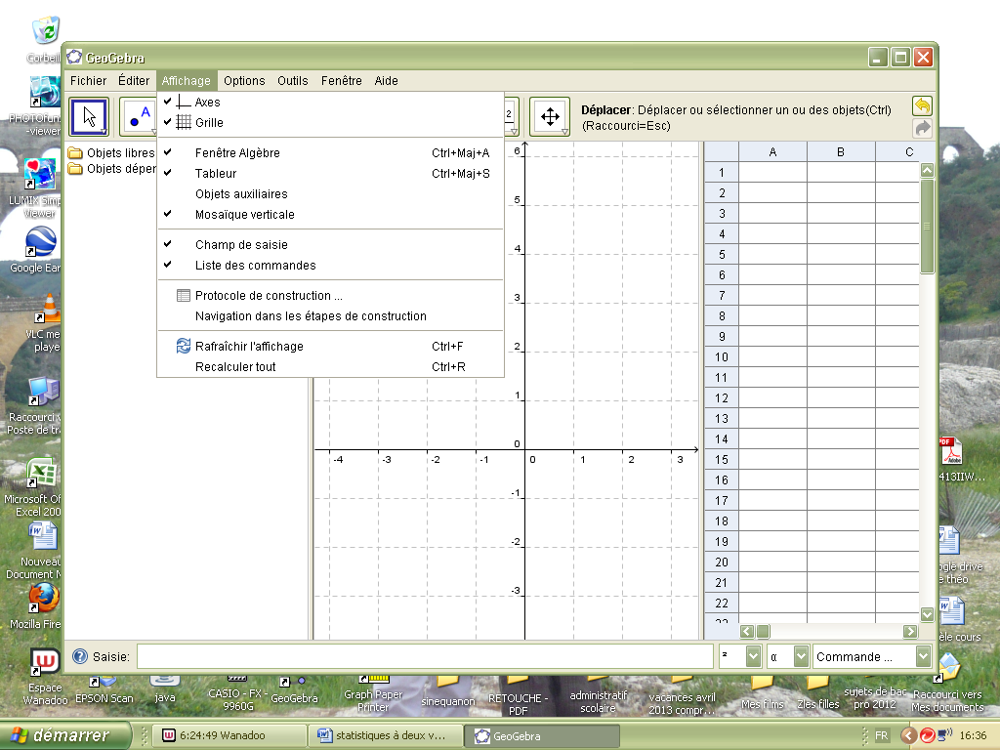 GeoGebra
Fichier Éditer Affichage Options Outils Fenêtre Aide
Axes
Grille
Fenêtre Algèbre Ctrl+Maj+A
Tableur Ctrl+Maj+S
Objets auxiliaires
Mosaïque verticale
Champ de saisie
Liste des commandes
Protocole de construction ...
Navigation dans les étapes de construction
Rafraîchir l'affichage Ctrl+F
Recalculer tout Ctrl+R
A
2
Déplacer: Déplacer ou sélectionner un ou des objets(Ctrl)
(Raccourci=Esc)
Objets libres
Objets déper
6
5
4
3
2
1
0
-1
-2
-3
-4 -3 -2 -1 0 1 2 3
A B C
1
2
3
4
5
6
7
8
9
10
11
12
13
14
15
16
17
18
19
20
21
22
Saisie:
² α Commande ...
Corbeil
-viewer
LUMIX Simp
Viewer
Google Ear
VLC me
playe
Raccourci v
Poste de tra
Microsoft Of
Excel 200
Nouveau
Document M
Mozilla Fire
Espace
Wanadoo
EPSON Scan
java
CASIO - FX -
9960G
GeoGebra
Graph Paper
Printer
sinequanon
RETOUCHE -
PDF
administratif
scolaire
vacances avril
2013 compr...
Mes films
Zles filles
sujets de bac
pro 2012
Raccourci vers
Mes documents
PDF
Adobe
413IIW...
ogle drive
théo
èle cours
démarrer
6:24:49 Wanadoo
statistiques à deux v...
GeoGebra
FR
16:36